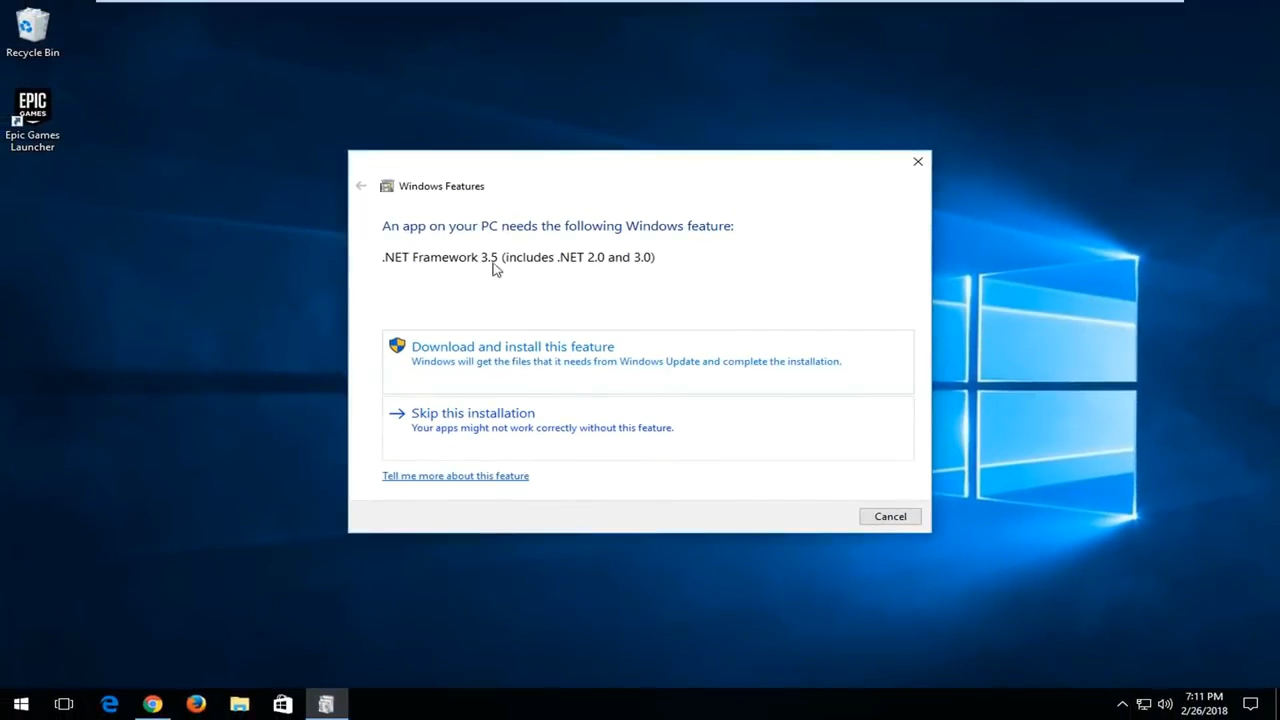 Recycle Bin
EPIC
GAMES
Epic Games
Launcher
Windows Features
An app on your PC needs the following Windows feature:
.NET Framework 3.5 (includes .NET 2.0 and 3.0)
Download and install this feature
Windows will get the files that it needs from Windows Update and complete the installation.
Skip this installation
Your apps might not work correctly without this feature.
Tell me more about this feature
Cancel
7:11 PM
2/26/2018